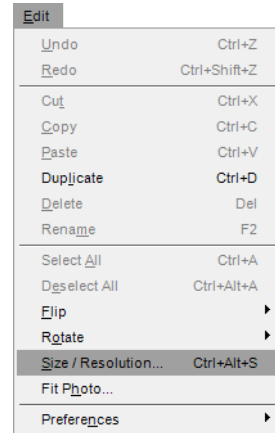 Edit
Undo Ctrl+Z
Redo Ctrl+Shift+Z
Cut Ctrl+X
Copy Ctrl+C
Paste Ctrl+V
Duplicate Ctrl+D
Delete Del
Rename F2
Select All Ctrl+A
Deselect All Ctrl+Alt+A
Flip
Rotate
Size / Resolution... Ctrl+Alt+S
Fit Photo...
Preferences